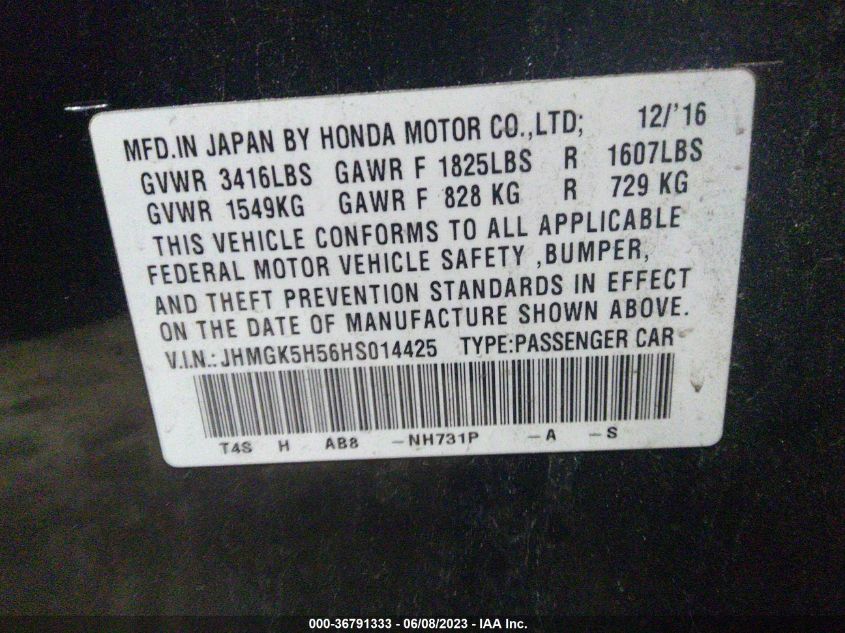 MFD.IN JAPAN BY HONDA MOTOR CO.,LTD; 12/'16
GVWR 3416LBS GAWR F 1825LBS R 1607LBS
GVWR 1549KG GAWR F 828 KG R 729 KG
THIS VEHICLE CONFORMS TO ALL APPLICABLE
FEDERAL MOTOR VEHICLE SAFETY ,BUMPER,
AND THEFT PREVENTION STANDARDS IN EFFECT
ON THE DATE OF MANUFACTURE SHOWN ABOVE.
V.I.N.: JHMGK5H56HS014425 TYPE:PASSENGER CAR
T4S H AB8 -NH731P -A -S
000-36791333 - 06/08/2023 - IAA Inc.